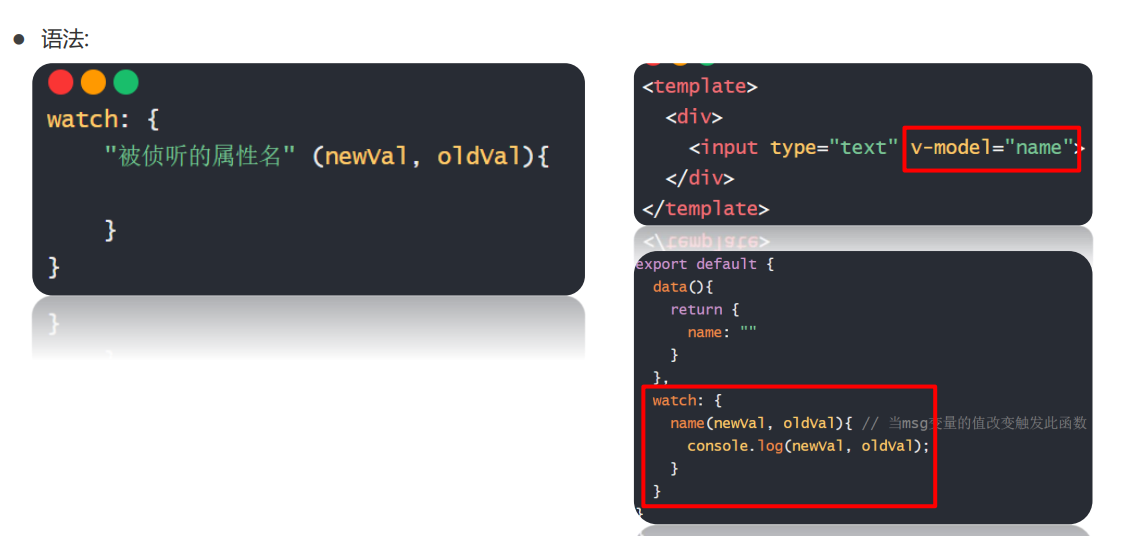 ● 语法:
watch: {
    "被侦听的属性名" (newVal, oldVal){
    }
}
<template>
  <div>
    <input type="text" v-model="name">
  </div>
</template>
export default {
  data(){
    return {
      name: ""
    }
  },
  watch: {
    name(newVal, oldVal){ // 当msg变量的值改变触发此函数
      console.log(newVal, oldVal);
    }
  }
}